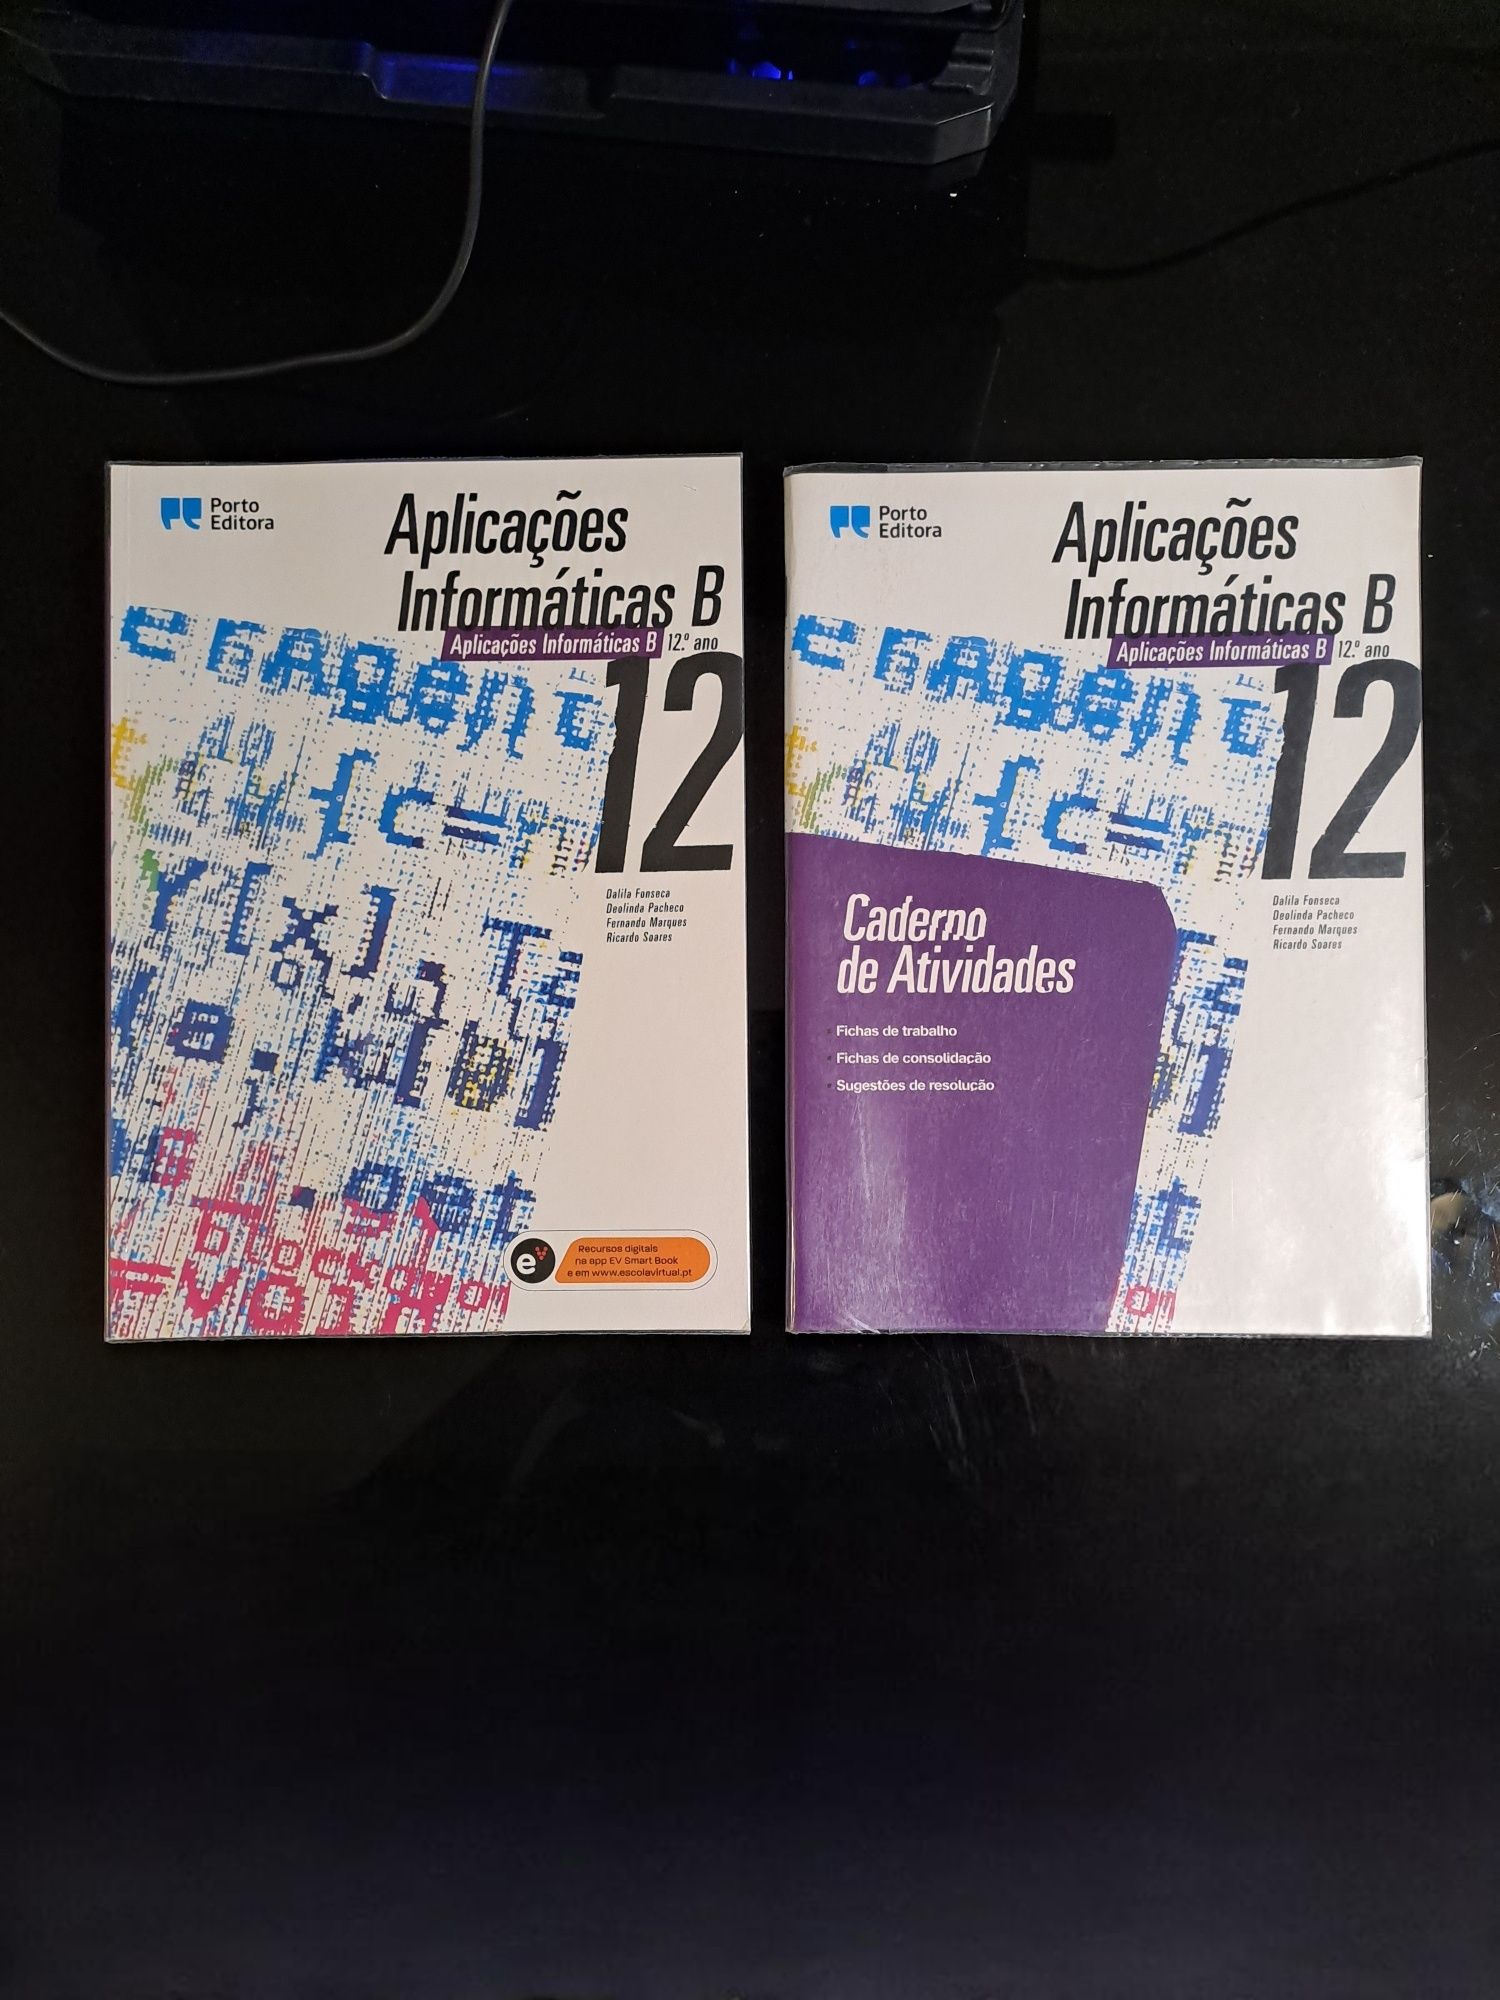 Porto
Editora
Aplicações
Informáticas B
Aplicações Informáticas B 12.º ano
12
Dalila Fonseca
Deolinda Pacheco
Fernando Marques
Ricardo Soares
e
Recursos digitais
na app EV Smart Book
e em www.escolavirtual.pt
Porto
Editora
Aplicações
Informáticas B
Aplicações Informáticas B 12.º ano
12
Dalila Fonseca
Deolinda Pacheco
Fernando Marques
Ricardo Soares
Caderno
de Atividades
• Fichas de trabalho
• Fichas de consolidação
• Sugestões de resolução